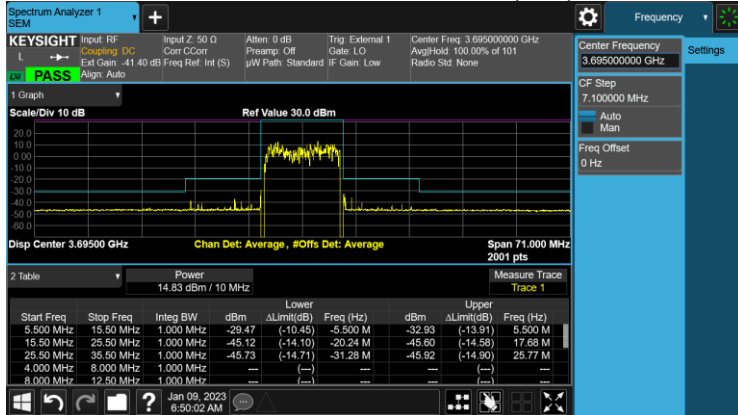 Spectrum Analyzer 1
SEM
+
Frequency
KEYSIGHT
L
LXI
PASS
Input: RF
Coupling: DC
Ext Gain: -41.40 dB
Align: Auto
Input Z: 50 Ω
Corr CCorr
Freq Ref: Int (S)
Atten: 0 dB
Preamp: Off
µW Path: Standard
Trig: External 1
Gate: LO
IF Gain: Low
Center Freq: 3.695000000 GHz
Avg|Hold: 100.00% of 101
Radio Std: None
Center Frequency
3.695000000 GHz
Settings
CF Step
7.100000 MHz
Auto
Man
Freq Offset
0 Hz
1 Graph
Scale/Div 10 dB
Ref Value 30.0 dBm
20.0
10.0
0.00
-10.0
-20.0
-30.0
-40.0
-50.0
-60.0
Disp Center 3.69500 GHz
Chan Det: Average , #Offs Det: Average
Span 71.000 MHz
2001 pts
2 Table
Power
14.83 dBm / 10 MHz
Measure Trace
Trace 1
Lower Upper
Start Freq Stop Freq Integ BW dBm ΔLimit(dB) Freq (Hz) dBm ΔLimit(dB) Freq (Hz)
5.500 MHz 15.50 MHz 1.000 MHz -29.47 (-10.45) -5.500 M -32.93 (-13.91) 5.500 M
15.50 MHz 25.50 MHz 1.000 MHz -45.12 (-14.10) -20.24 M -45.60 (-14.58) 17.68 M
25.50 MHz 35.50 MHz 1.000 MHz -45.73 (-14.71) -31.28 M -45.92 (-14.90) 25.77 M
4.000 MHz 8.000 MHz 1.000 MHz --- (---) --- --- (---) ---
8.000 MHz 12.50 MHz 1.000 MHz --- (---) --- --- (---) ---
?
Jan 09, 2023
6:50:02 AM